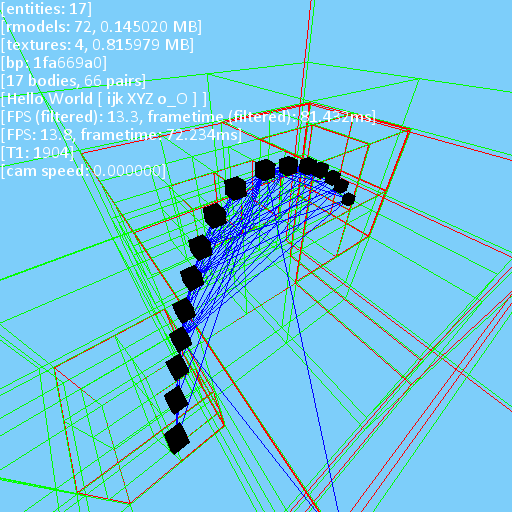 [entities: 17]
[rmodels: 72, 0.145020 MB]
[textures: 4, 0.815979 MB]
[bp: 1fa669a0]
[17 bodies, 66 pairs]
[Hello World [ ijk XYZ o_O ] ]
[FPS (filtered): 13.3, frametime (filtered): 81.432ms]
[FPS: 13.8, frametime: 72.234ms]
[T1: 1904]
[cam speed: 0.000000]